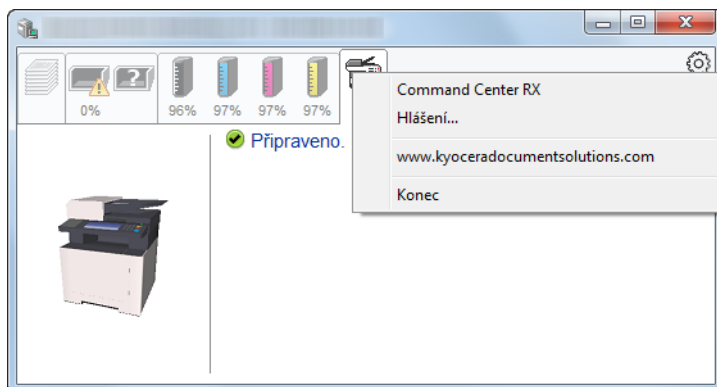 0%
96%
97%
97%
97%
Připraveno.
Command Center RX
Hlášení...
www.kyoceradocumentsolutions.com
Konec